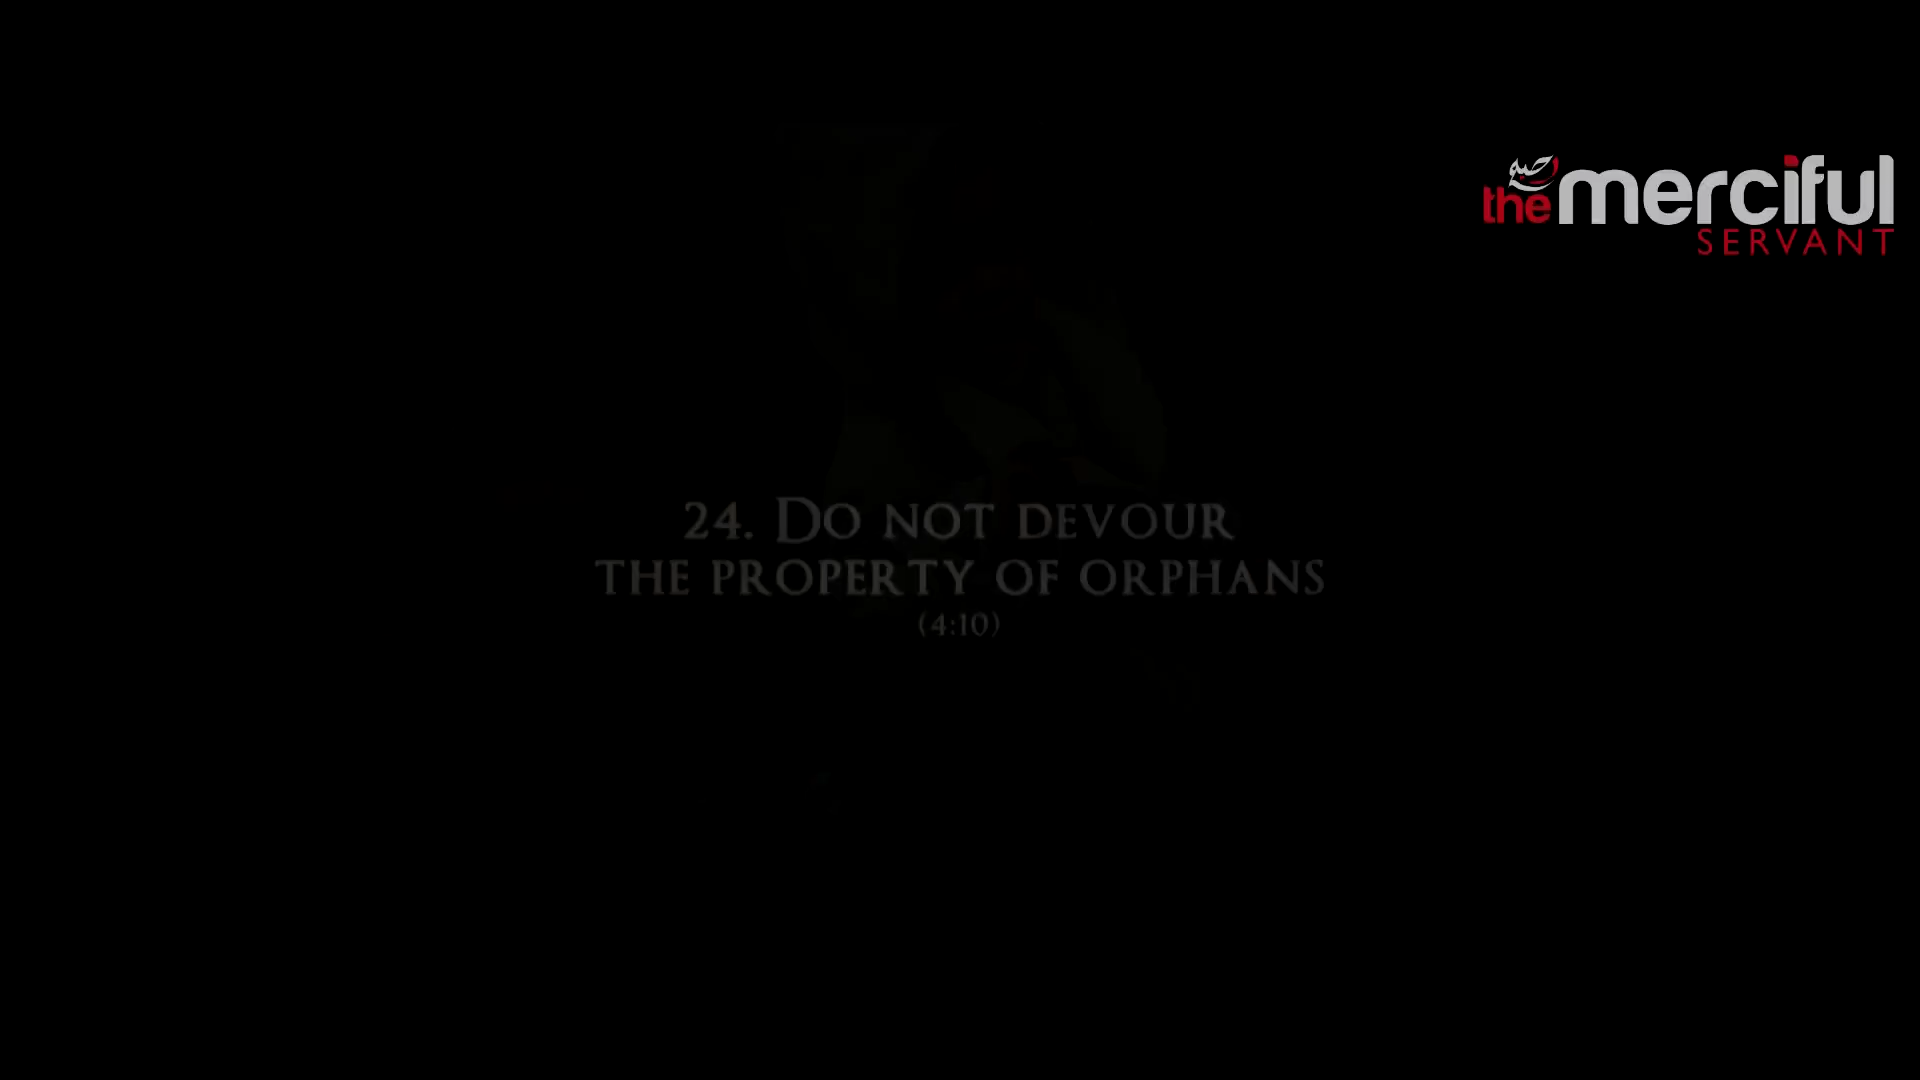 the merciful
SERVANT
24. DO NOT DEVOUR
THE PROPERTY OF ORPHANS
(4:10)